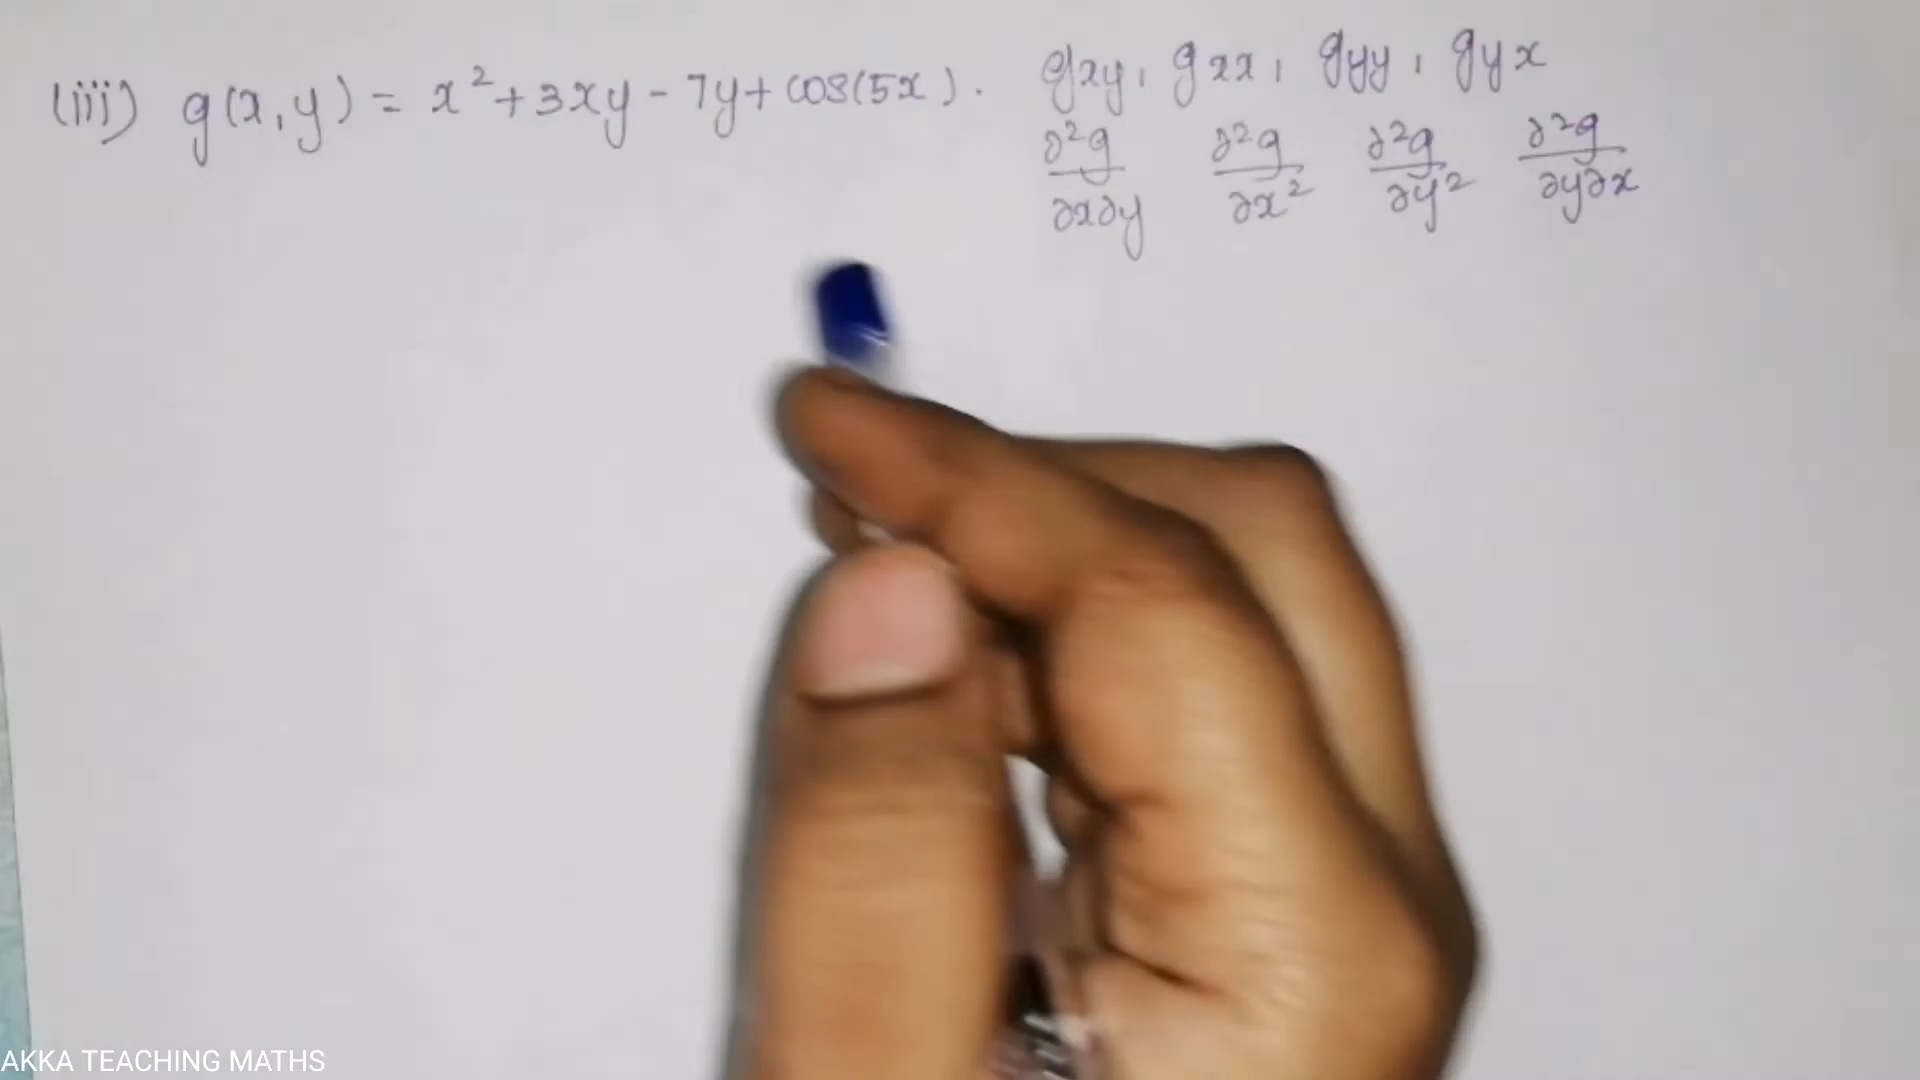 (iii) g(x,y) = x²+3xy-7y+cos(5x). gxy, gxx, gyy, gyx
∂²g/∂x∂y ∂²g/∂x² ∂²g/∂y² ∂²g/∂y∂x
AKKA TEACHING MATHS